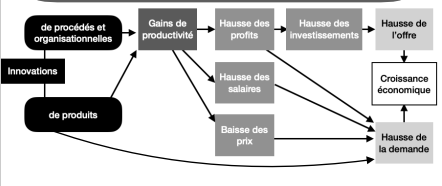 de procédés et
organisationnelles
Gains de
productivité
Hausse des
profits
Hausse des
investissements
Hausse de
l'offre
Innovations
Hausse des
salaires
Croissance
économique
de produits
Baisse des
prix
Hausse de
la demande